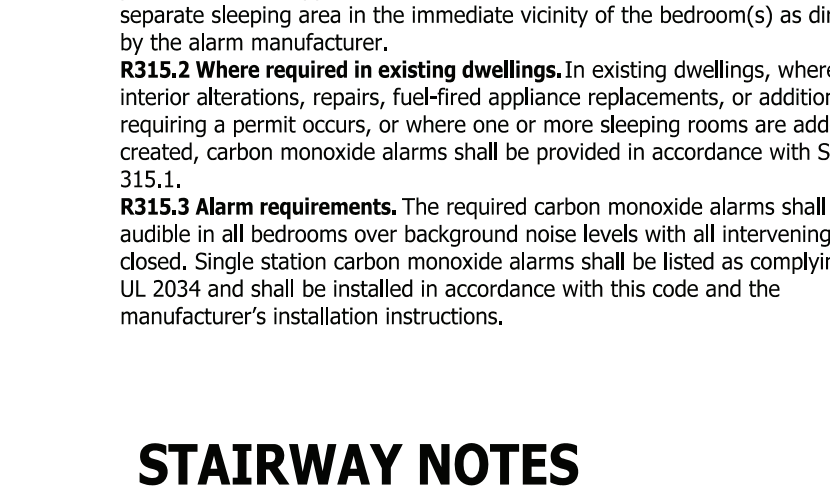 separate sleeping area in the immediate vicinity of the bedroom(s) as
by the alarm manufacturer.
R315.2 Where required in existing dwellings. In existing dwellings, where
interior alterations, repairs, fuel-fired appliance replacements, or
requiring a permit occurs, or where one or more sleeping rooms are
created, carbon monoxide alarms shall be provided in accordance with
315.1.
R315.3 Alarm requirements. The required carbon monoxide alarms shall
audible in all bedrooms over background noise levels with all intervening
closed. Single station carbon monoxide alarms shall be listed as
UL 2034 and shall be installed in accordance with this code and the
manufacturer's installation instructions.
STAIRWAY NOTES